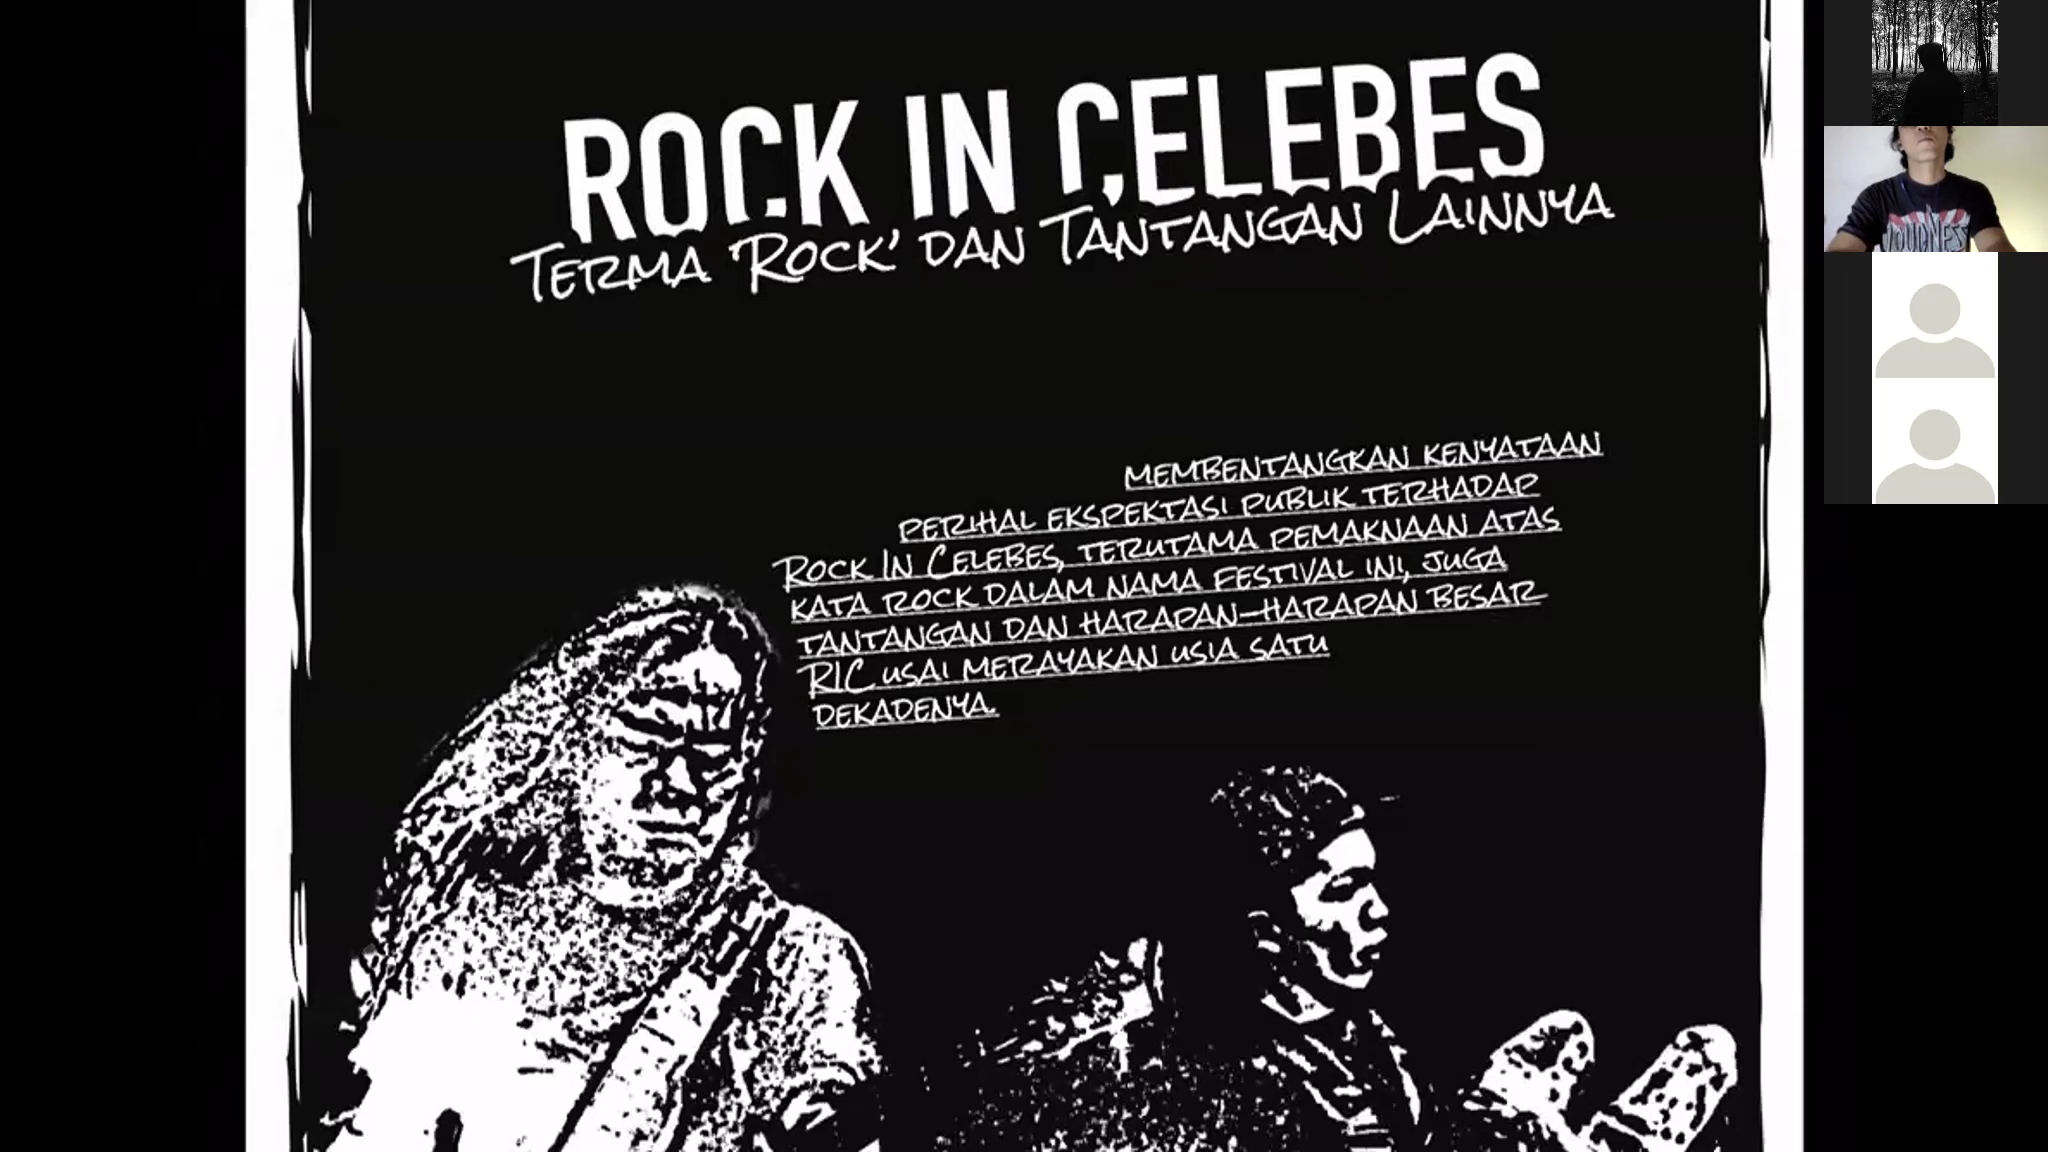 ROCK IN CELEBES
TERMA 'ROCK' DAN TANTANGAN LAINNYA
MEMBENTANGKAN KENYATAAN
PERIHAL EKSPEKTASI PUBLIK TERHADAP
ROCK IN CELEBES, TERUTAMA PEMAKNAAN ATAS
KATA ROCK DALAM NAMA FESTIVAL INI, JUGA
TANTANGAN DAN HARAPAN-HARAPAN BESAR
RIC USAI MERAYAKAN USIA SATU
DEKADENYA.
LOUDNESS